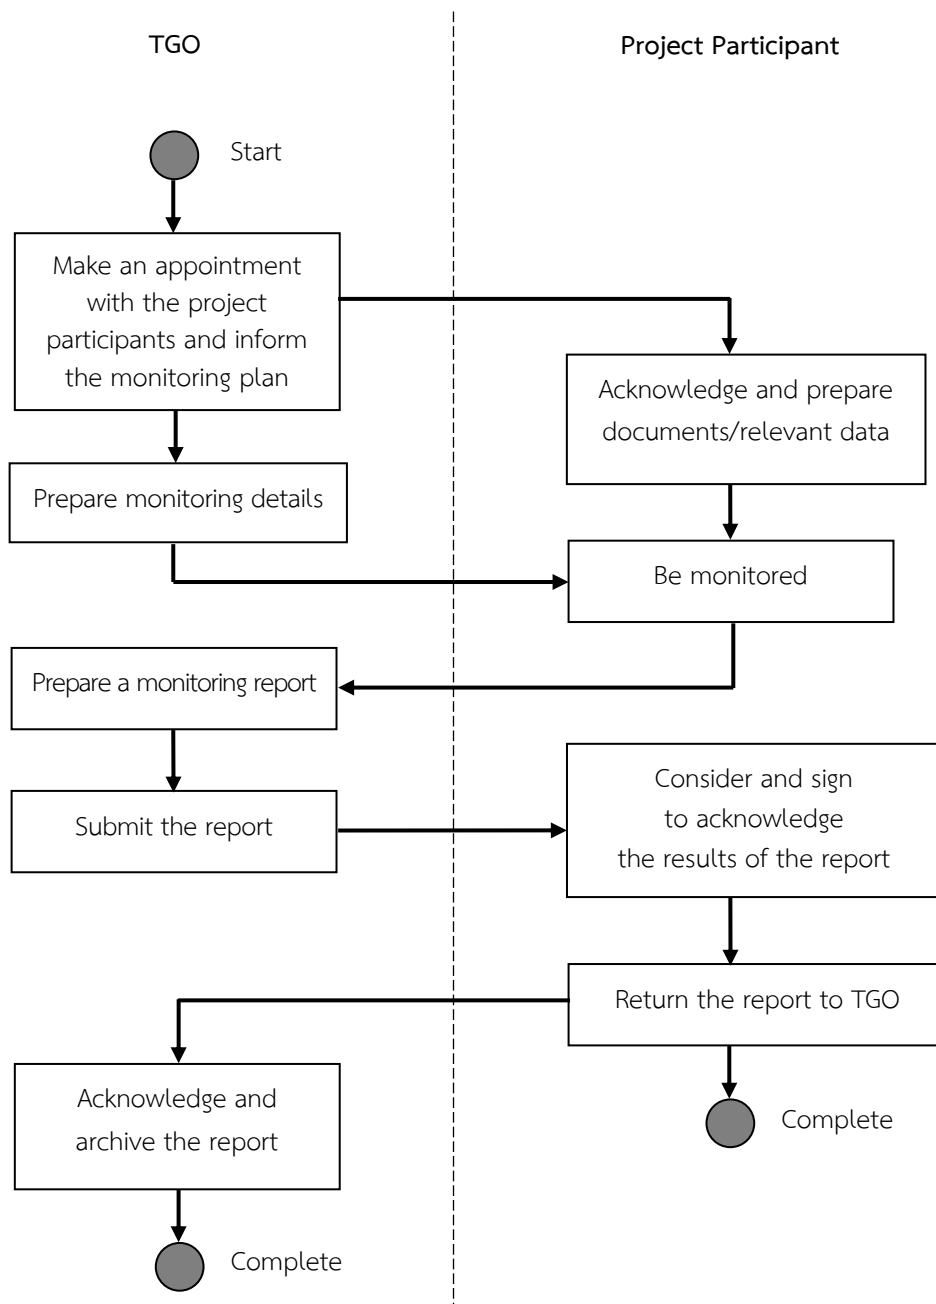 TGO
Project Participant
Start
Make an appointment
with the project
participants and inform
the monitoring plan
Acknowledge and prepare
documents/relevant data
Prepare monitoring details
Be monitored
Prepare a monitoring report
Consider and sign
to acknowledge
the results of the report
Submit the report
Return the report to TGO
Acknowledge and
archive the report
Complete
Complete